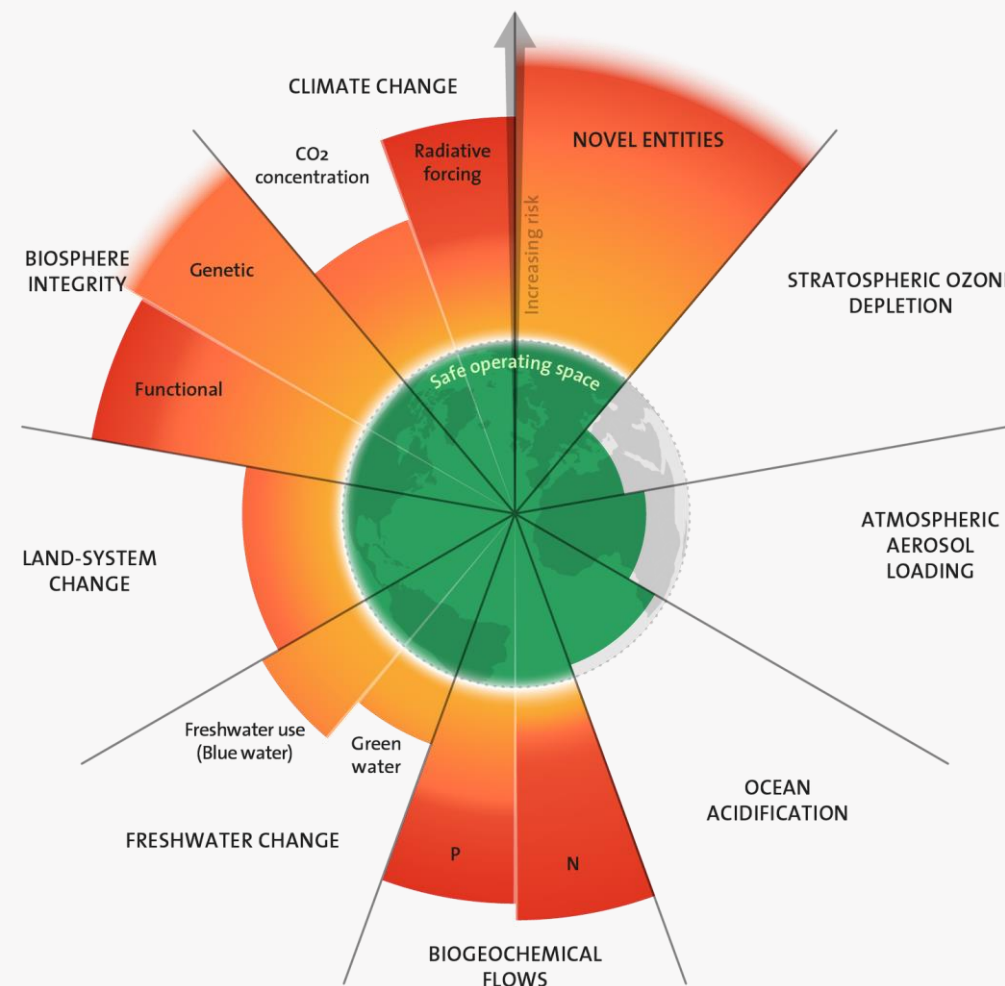 CLIMATE CHANGE
CO2
concentration
Radiative
forcing
NOVEL ENTITIES
Increasing risk
BIOSPHERE
INTEGRITY
Genetic
Functional
STRATOSPHERIC OZON
DEPLETION
Safe operating space
LAND-SYSTEM
CHANGE
ATMOSPHERIC
AEROSOL
LOADING
Freshwater use
(Blue water)
Green
water
FRESHWATER CHANGE
OCEAN
ACIDIFICATION
P
N
BIOGEOCHEMICAL
FLOWS